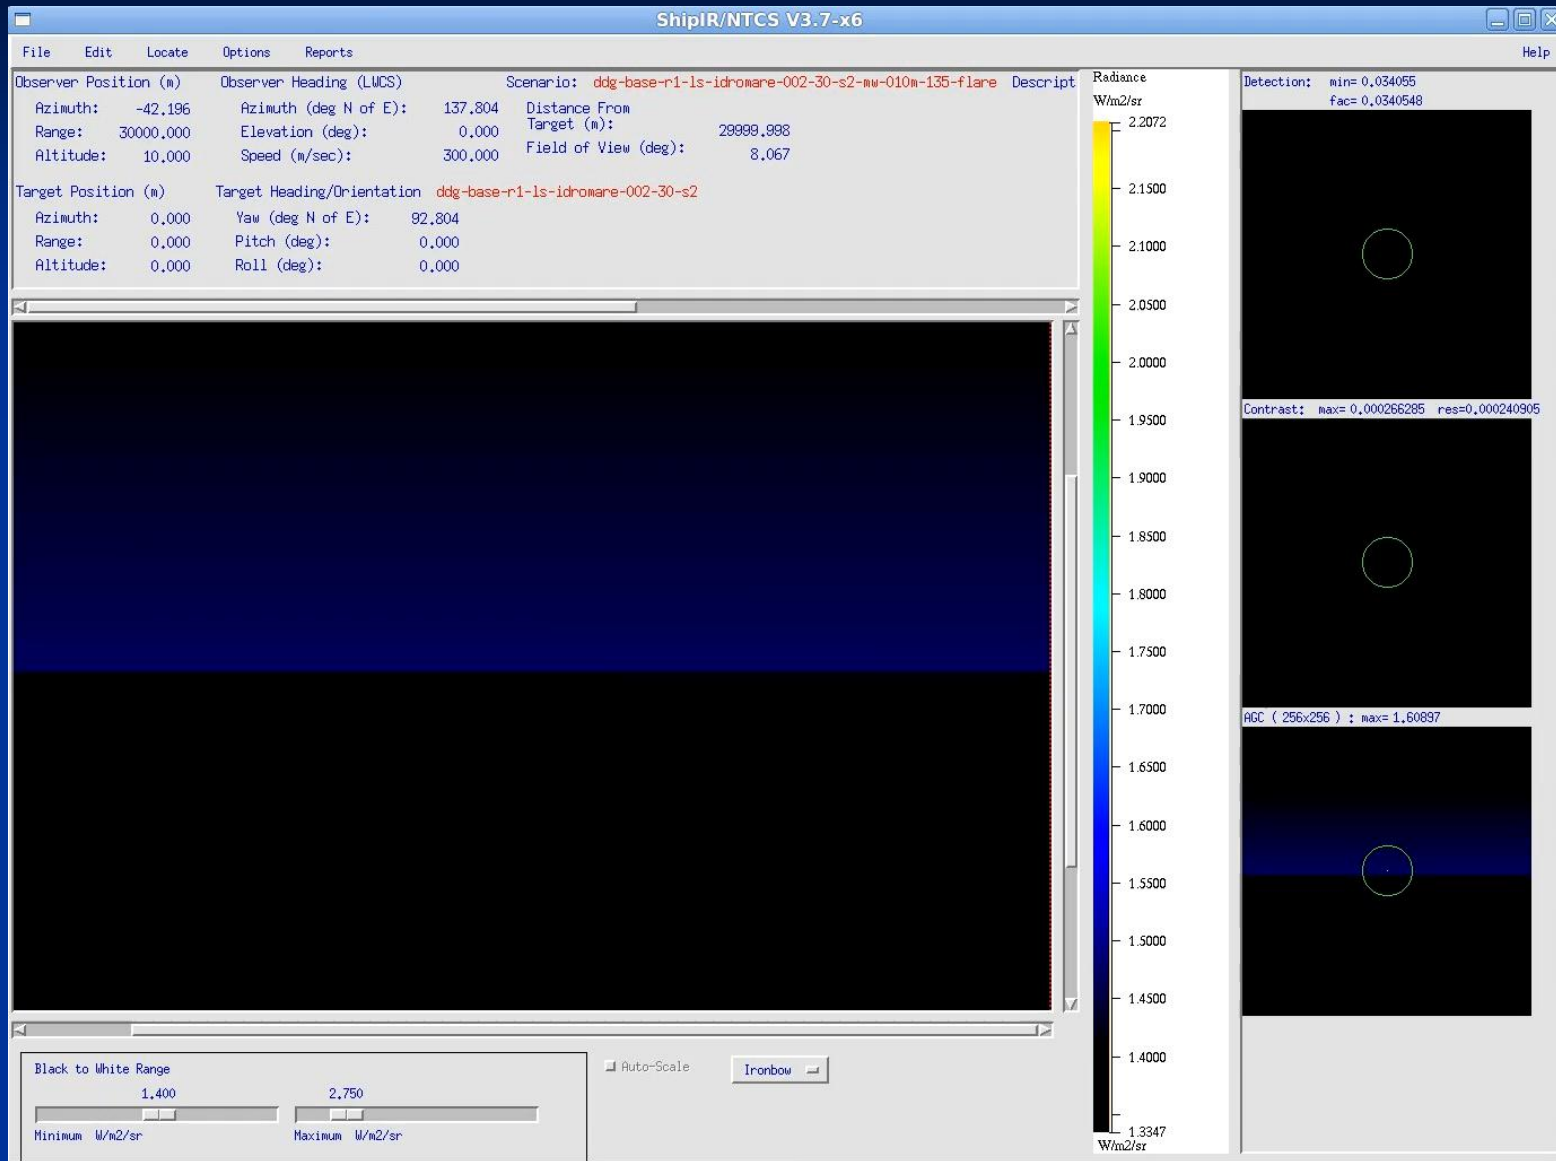 ShipIR/NTCS V3.7-x6
File Edit Locate Options Reports Help
Observer Position (m) Observer Heading (LWCS) Scenario: ddg-base-r1-ls-idromare-002-30-s2-mw-010m-135-flare Descript
Azimuth: -42.196 Azimuth (deg N of E): 137.804 Distance From
Range: 30000.000 Elevation (deg): 0.000 Target (m): 29999.998
Altitude: 10.000 Speed (m/sec): 300.000 Field of View (deg): 8.067
Target Position (m) Target Heading/Orientation ddg-base-r1-ls-idromare-002-30-s2
Azimuth: 0.000 Yaw (deg N of E): 92.804
Range: 0.000 Pitch (deg): 0.000
Altitude: 0.000 Roll (deg): 0.000
Radiance
W/m2/sr
2.2072
2.1500
2.1000
2.0500
2.0000
1.9500
1.9000
1.8500
1.8000
1.7500
1.7000
1.6500
1.6000
1.5500
1.5000
1.4500
1.4000
1.3347
W/m2/sr
Detection: min= 0.034055
fac= 0.0340548
Contrast: max= 0.000266285 res=0.000240905
AGC ( 256x256 ) : max= 1.60897
Black to White Range
1.400 2.750
Minimum W/m2/sr Maximum W/m2/sr
Auto-Scale
Ironbow